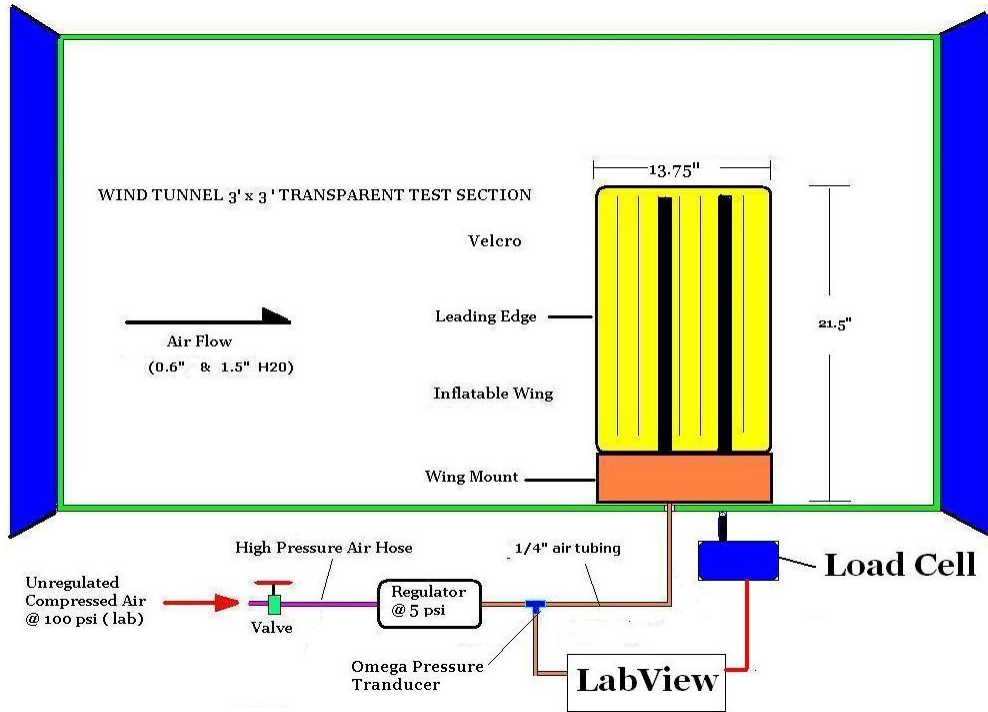 13.75"
WIND TUNNEL 3' x 3 ' TRANSPARENT TEST SECTION
Velcro
Leading Edge
21.5"
Air Flow
(0.6" & 1.5" H20)
Inflatable Wing
Wing Mount
High Pressure Air Hose
1/4" air tubing
Load Cell
Unregulated
Compressed Air
@ 100 psi ( lab)
Valve
Regulator
@ 5 psi
Omega Pressure
Tranducer
LabView